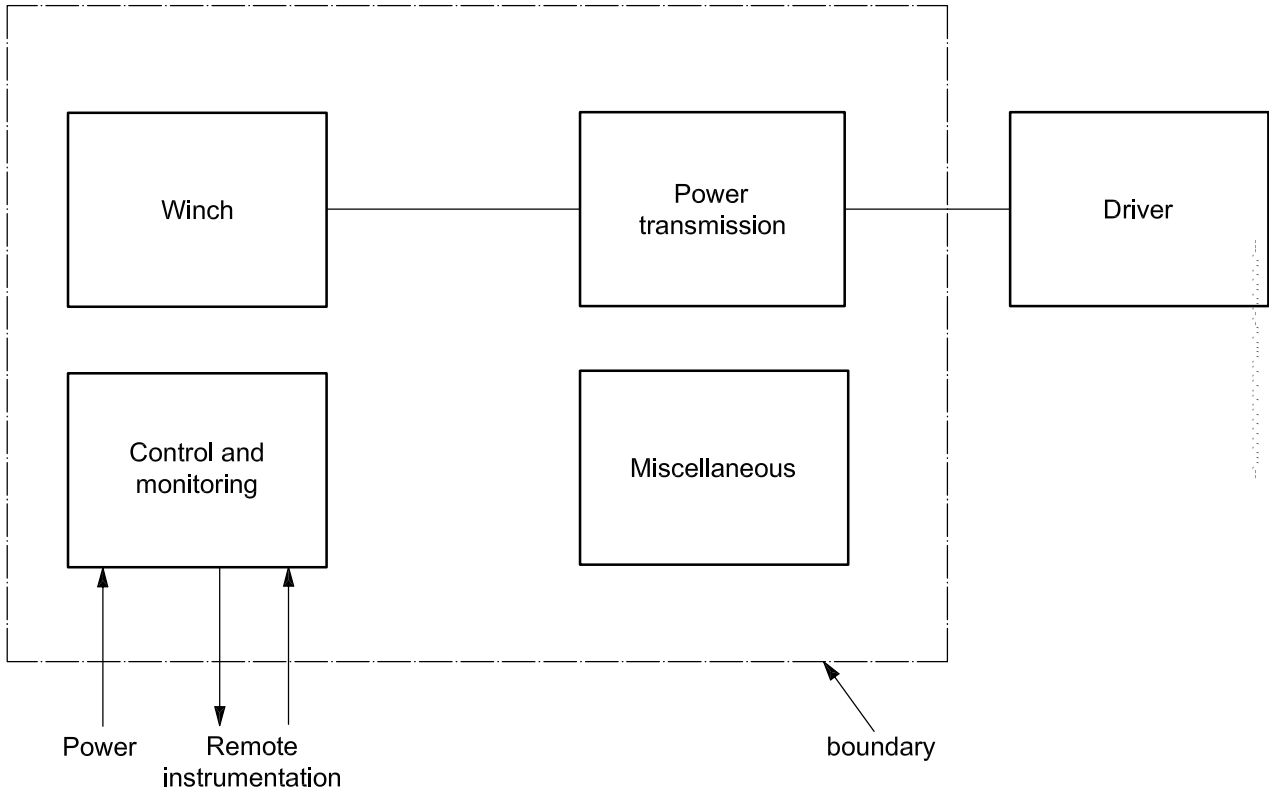 Winch
Power
transmission
Driver
Control and
monitoring
Miscellaneous
Power
Remote
instrumentation
boundary